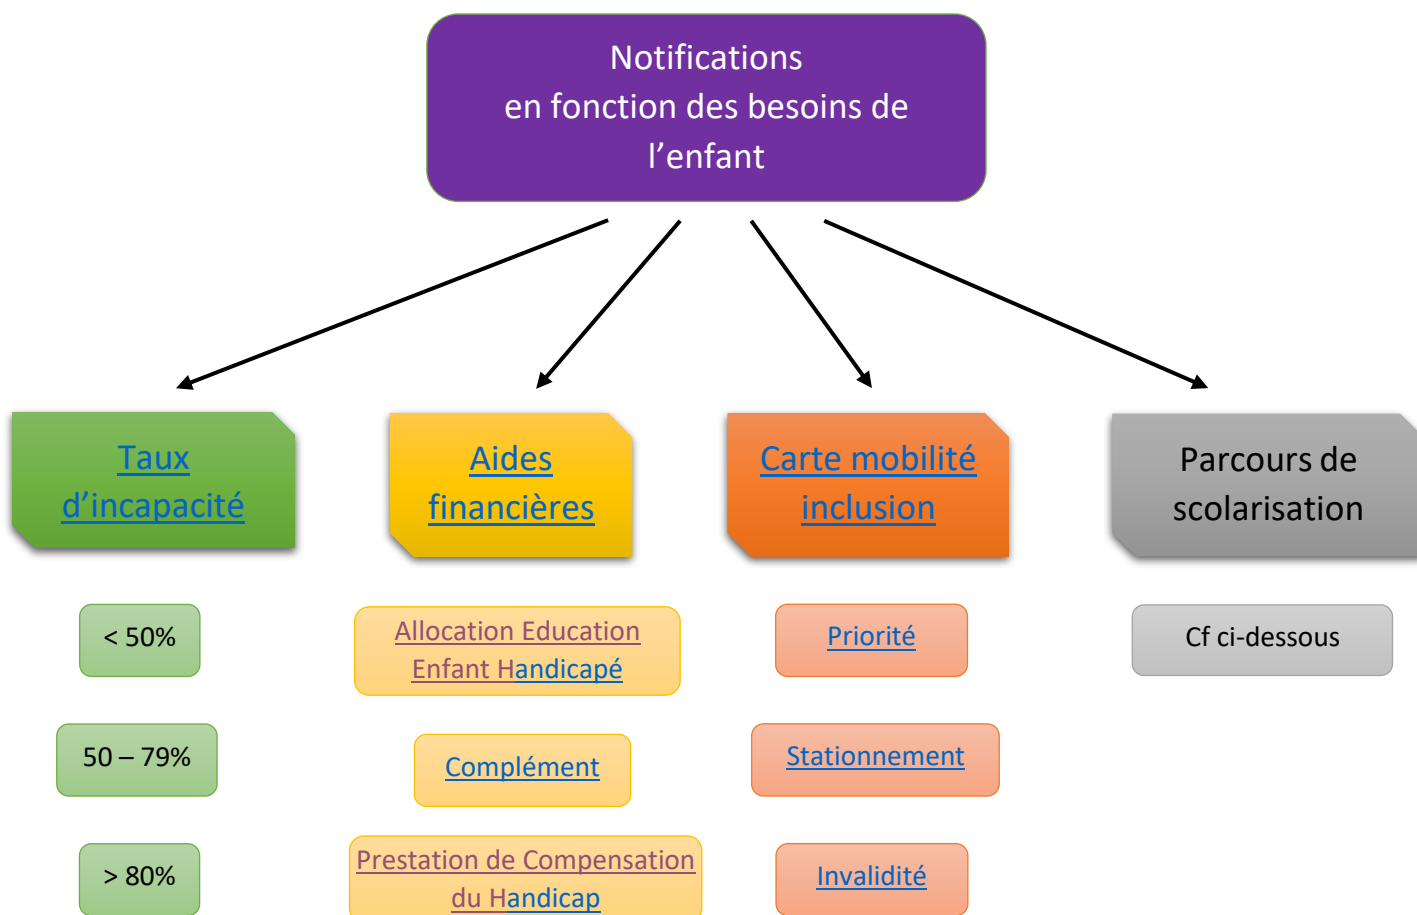 Notifications
en fonction des besoins de
l’enfant
Taux
d’incapacité
Aides
financières
Carte mobilité
inclusion
Parcours de
scolarisation
< 50%
Allocation Education
Enfant Handicapé
Priorité
Cf ci-dessous
50 – 79%
Complément
Stationnement
> 80%
Prestation de Compensation
du Handicap
Invalidité